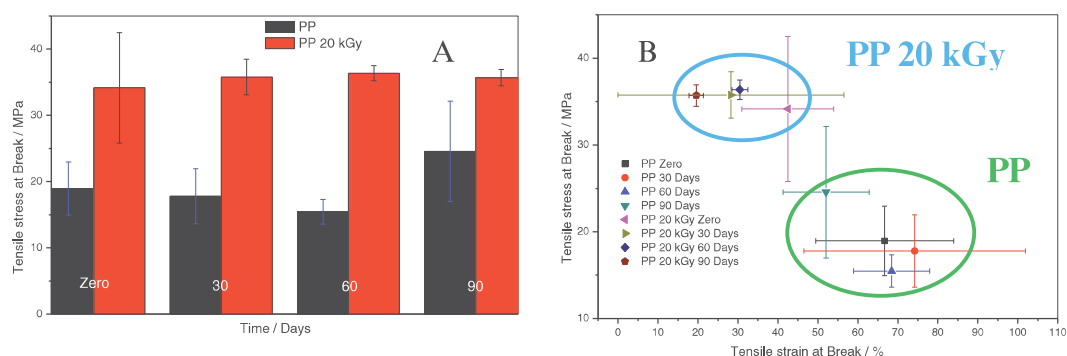 PP
PP 20 kGy
A
Tensile stress at Break / MPa
40
30
20
10
0
Zero
30
60
90
Time / Days
B
PP 20 kGy
PP
Tensile stress at Break / MPa
50
40
30
20
10
PP Zero
PP 30 Days
PP 60 Days
PP 90 Days
PP 20 kGy Zero
PP 20 kGy 30 Days
PP 20 kGy 60 Days
PP 20 kGy 90 Days
0 10 20 30 40 50 60 70 80 90 100 110
Tensile strain at Break / %